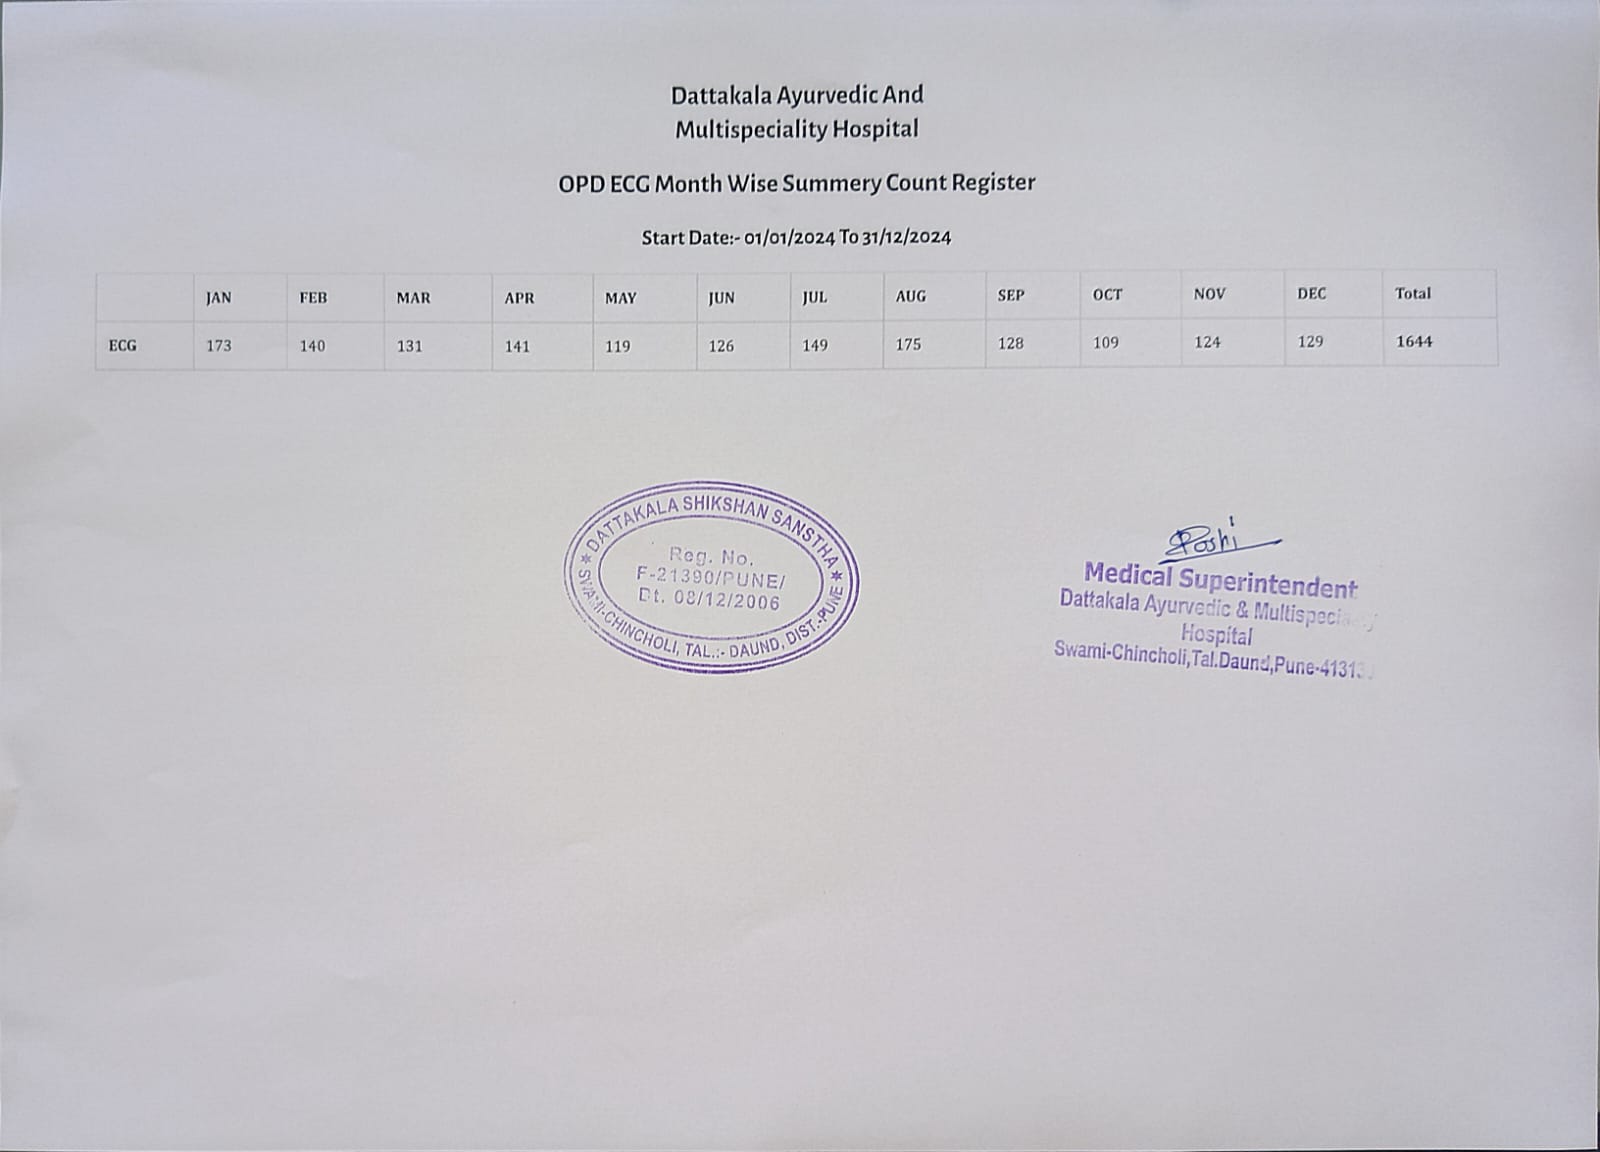 Dattakala Ayurvedic And
Multispeciality Hospital
OPD ECG Month Wise Summery Count Register
Start Date:- 01/01/2024 To 31/12/2024
JAN FEB MAR APR MAY JUN JUL AUG SEP OCT NOV DEC Total
ECG 173 140 131 141 119 126 149 175 128 109 124 129 1644
★ DATTAKALA SHIKSHAN SANSTHA ★
Reg. No.
F-21390/PUNE/
Dt. 08/12/2006
SWAMI-CHINCHOLI, TAL.:- DAUND, DIST.-PUNE
Medical Superintendent
Dattakala Ayurvedic & Multispeciality
Hospital
Swami-Chincholi,Tal.Daund,Pune-